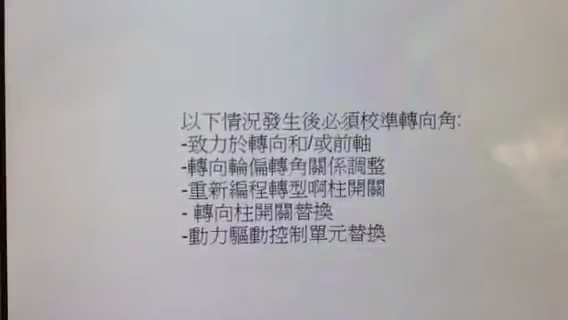 以下情況發生後必須校準轉向角:
-致力於轉向和/或前軸
-轉向輪偏轉角關係調整
-重新編程轉型啊柱開關
- 轉向柱開關替換
-動力驅動控制單元替換